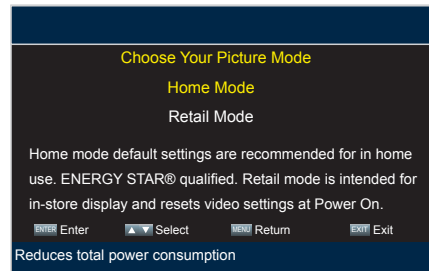 Choose Your Picture Mode
Home Mode
Retail Mode
Home mode default settings are recommended for in home
use. ENERGY STAR® qualified. Retail mode is intended for
in-store display and resets video settings at Power On.
ENTER Enter ▲ ▼ Select MENU Return EXIT Exit
Reduces total power consumption